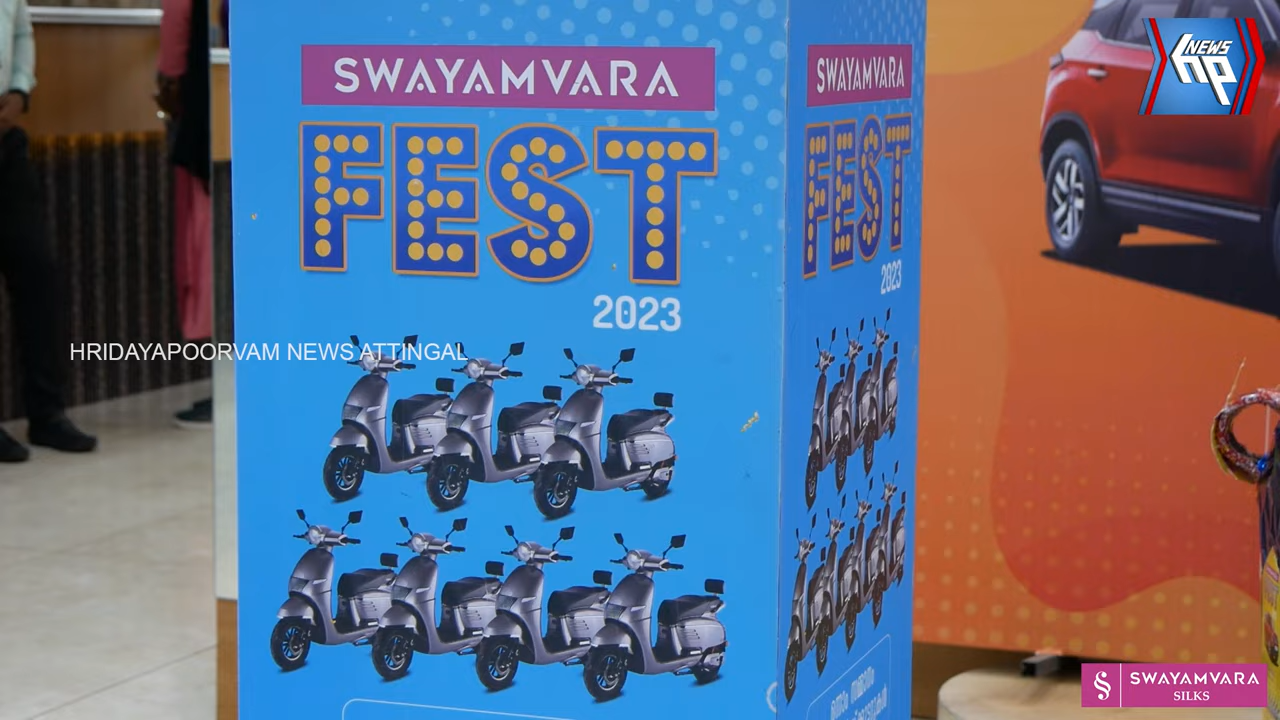 SWAYAMVARA
FEST
2023
SWAYAMVARA
FEST
2023
NEWS
HP
HRIDAYAPOORVAM NEWS ATTINGAL
SWAYAMVARA
SILKS